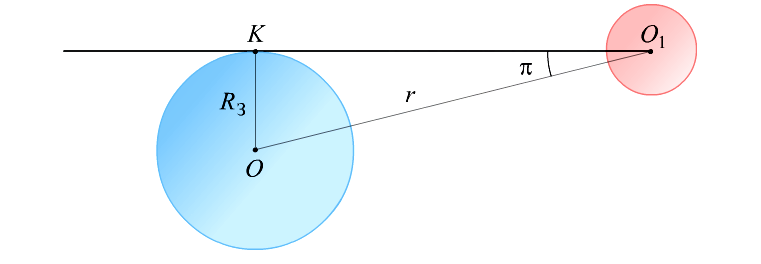 K
O₁
π
R₃
r
O